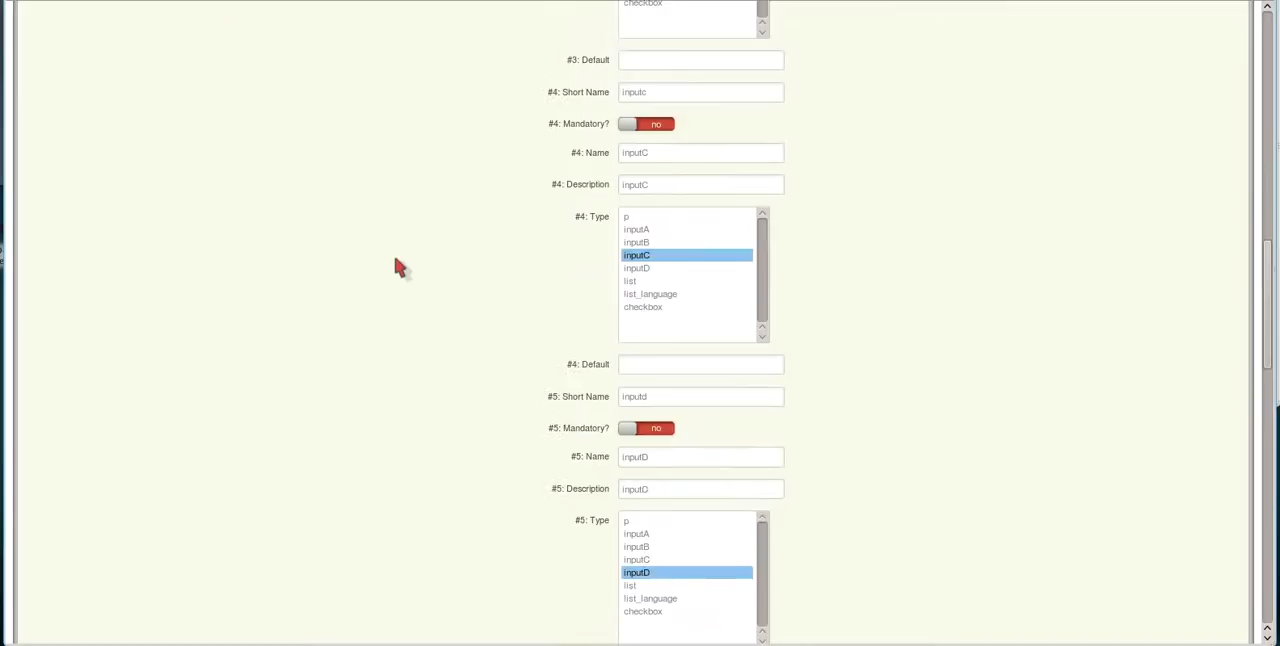 checkbox
#3: Default
#4: Short Name inputc
#4: Mandatory? no
#4: Name inputC
#4: Description inputC
#4: Type p
inputA
inputB
inputC
inputD
list
list_language
checkbox
#4: Default
#5: Short Name inputd
#5: Mandatory? no
#5: Name inputD
#5: Description inputD
#5: Type p
inputA
inputB
inputC
inputD
list
list_language
checkbox